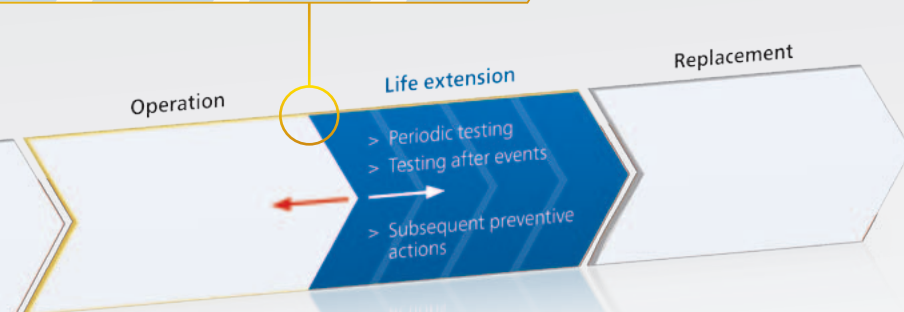 Operation
Life extension
Replacement
> Periodic testing
> Testing after events
> Subsequent preventive
actions